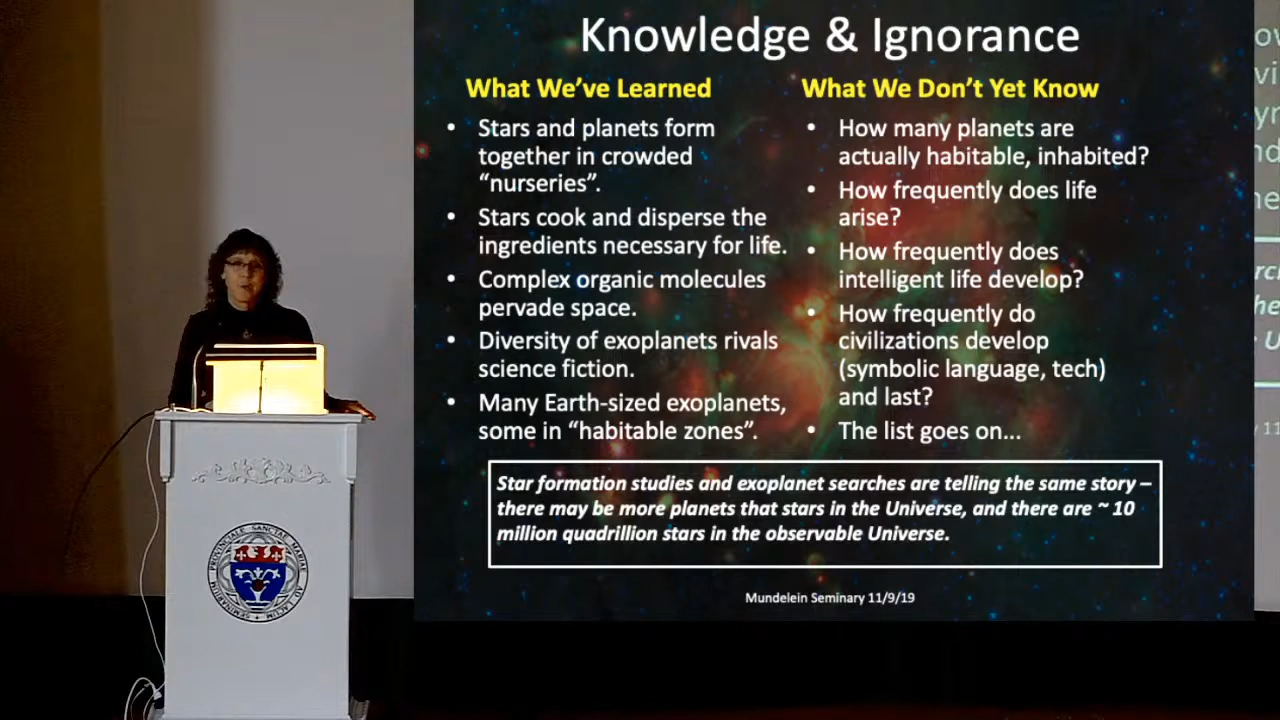 Knowledge & Ignorance
What We've Learned
• Stars and planets form
together in crowded
“nurseries”.
• Stars cook and disperse the
ingredients necessary for life.
• Complex organic molecules
pervade space.
• Diversity of exoplanets rivals
science fiction.
• Many Earth-sized exoplanets,
some in “habitable zones”.
What We Don't Yet Know
• How many planets are
actually habitable, inhabited?
• How frequently does life
arise?
• How frequently does
intelligent life develop?
• How frequently do
civilizations develop
(symbolic language, tech)
and last?
• The list goes on...
Star formation studies and exoplanet searches are telling the same story –
there may be more planets that stars in the Universe, and there are ~ 10
million quadrillion stars in the observable Universe.
Mundelein Seminary 11/9/19